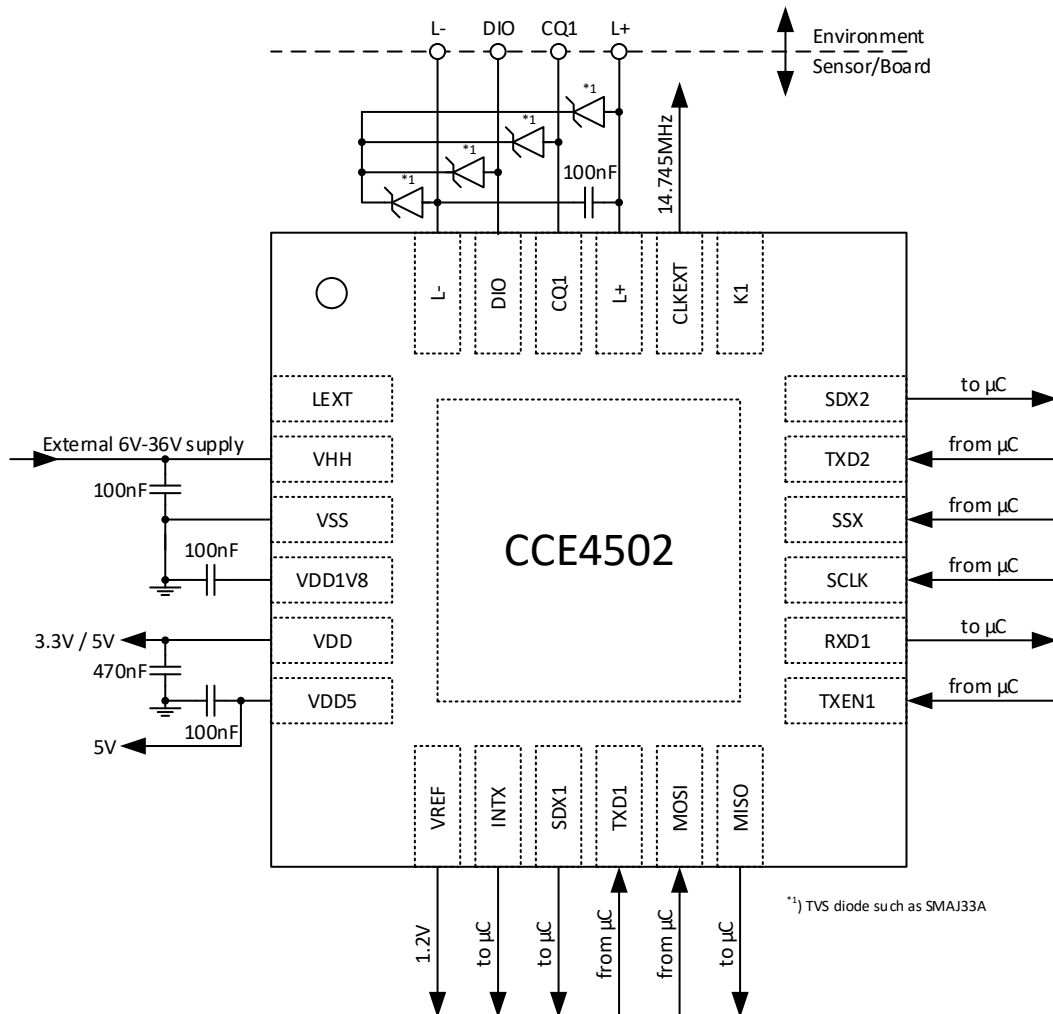 L-
DIO
CQ1
L+
Environment
Sensor/Board
*1
*1
*1
*1
100nF
14.745MHz
L-
DIO
CQ1
L+
CLKEXT
K1
LEXT
SDX2
to µC
External 6V-36V supply
VHH
TXD2
from µC
100nF
VSS
SSX
from µC
100nF
VDD1V8
CCE4502
SCLK
from µC
3.3V / 5V
VDD
RXD1
to µC
470nF
VDD5
TXEN1
from µC
100nF
5V
VREF
INTX
SDX1
TXD1
MOSI
MISO
1.2V
to µC
to µC
from µC
from µC
to µC
*1) TVS diode such as SMAJ33A